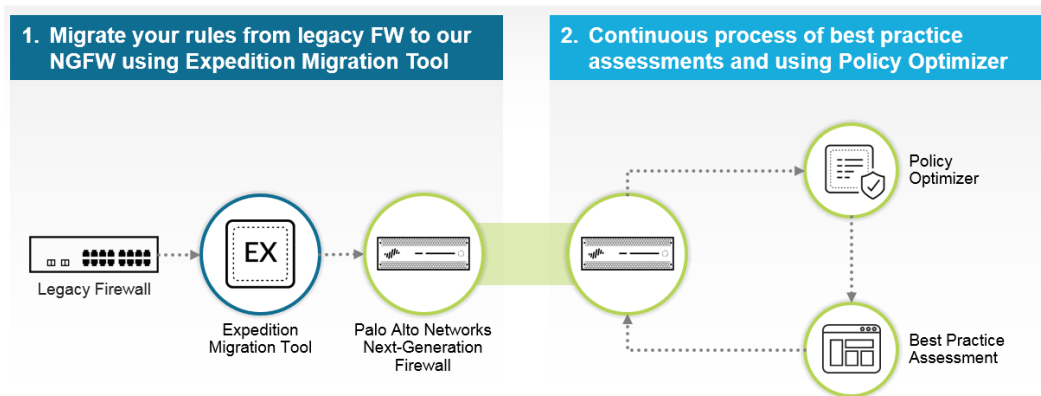 1. Migrate your rules from legacy FW to our
NGFW using Expedition Migration Tool
2. Continuous process of best practice
assessments and using Policy Optimizer
Legacy Firewall
EX
Expedition
Migration Tool
Palo Alto Networks
Next-Generation
Firewall
Policy
Optimizer
Best Practice
Assessment